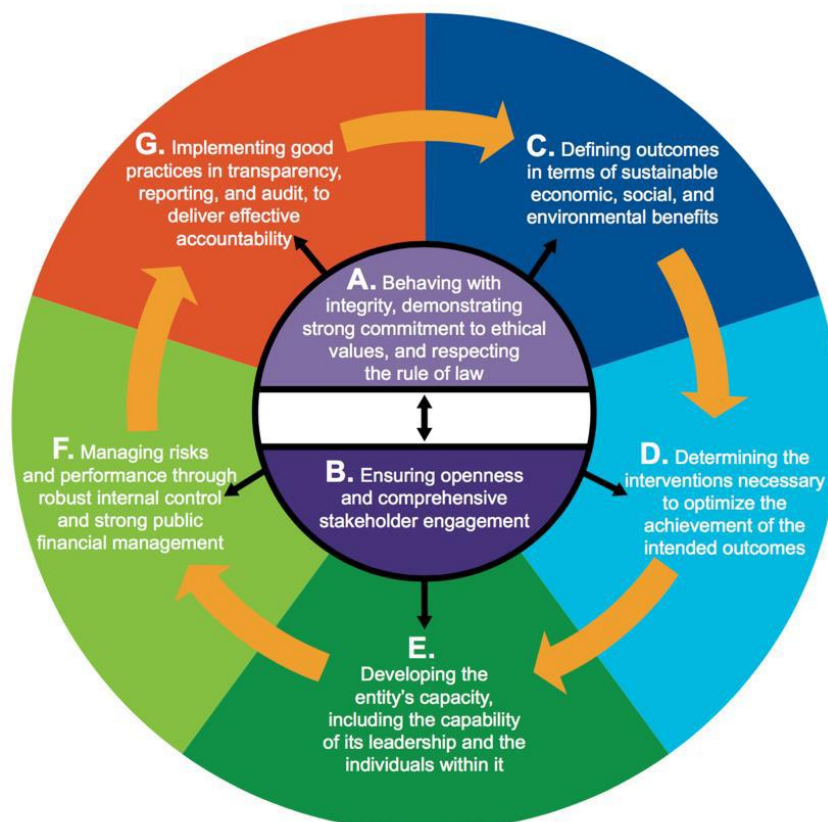 G. Implementing good
practices in transparency,
reporting, and audit, to
deliver effective
accountability
C. Defining outcomes
in terms of sustainable
economic, social, and
environmental benefits
A. Behaving with
integrity, demonstrating
strong commitment to ethical
values, and respecting
the rule of law
B. Ensuring openness
and comprehensive
stakeholder engagement
F. Managing risks
and performance through
robust internal control
and strong public
financial management
D. Determining the
interventions necessary
to optimize the
achievement of the
intended outcomes
E.
Developing the
entity's capacity,
including the capability
of its leadership and the
individuals within it